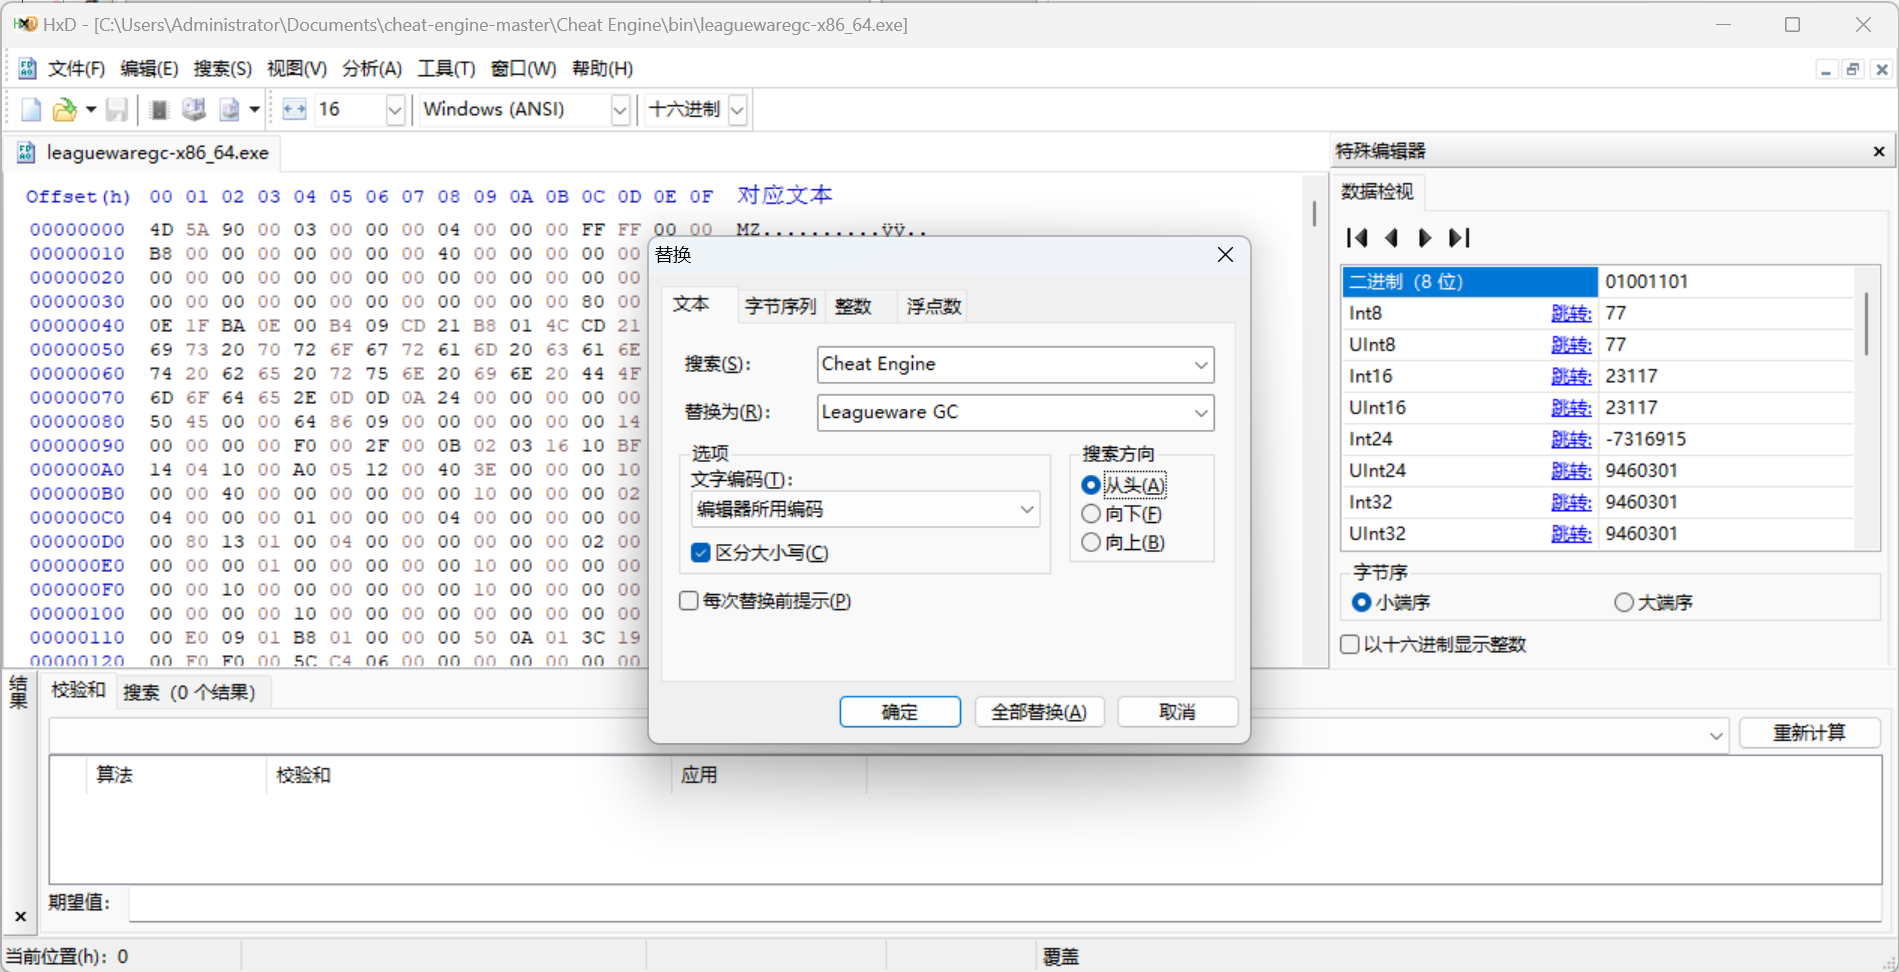 HxD - [C:\Users\Administrator\Documents\cheat-engine-master\Cheat Engine\bin\leaguewaregc-x86_64.exe]
文件(F) 编辑(E) 搜索(S) 视图(V) 分析(A) 工具(T) 窗口(W) 帮助(H)
16 Windows (ANSI) 十六进制
leaguewaregc-x86_64.exe
Offset(h) 00 01 02 03 04 05 06 07 08 09 0A 0B 0C 0D 0E 0F 对应文本
00000000 4D 5A 90 00 03 00 00 00 04 00 00 00 FF FF 00 00 MZ..........ÿÿ..
00000010 B8 00 00 00 00 00 00 00 40 00 00 00 00 00
00000020 00 00 00 00 00 00 00 00 00 00 00 00 00 00
00000030 00 00 00 00 00 00 00 00 00 00 00 00 80 00
00000040 0E 1F BA 0E 00 B4 09 CD 21 B8 01 4C CD 21
00000050 69 73 20 70 72 6F 67 72 61 6D 20 63 61 6E
00000060 74 20 62 65 20 72 75 6E 20 69 6E 20 44 4F
00000070 6D 6F 64 65 2E 0D 0D 0A 24 00 00 00 00 00
00000080 50 45 00 00 64 86 09 00 00 00 00 00 00 14
00000090 00 00 00 00 F0 00 2F 00 0B 02 03 16 10 BF
000000A0 14 04 10 00 A0 05 12 00 40 3E 00 00 00 10
000000B0 00 00 40 00 00 00 00 00 00 10 00 00 00 02
000000C0 04 00 00 00 01 00 00 00 04 00 00 00 00 00
000000D0 00 80 13 01 00 04 00 00 00 00 00 00 02 00
000000E0 00 00 00 01 00 00 00 00 00 10 00 00 00 00
000000F0 00 00 10 00 00 00 00 00 00 10 00 00 00 00
00000100 00 00 00 00 10 00 00 00 00 00 00 00 00 00
00000110 00 E0 09 01 B8 01 00 00 00 50 0A 01 3C 19
00000120 00 F0 F0 00 5C C4 06 00 00 00 00 00 00 00
替换
文本 字节序列 整数 浮点数
搜索(S): Cheat Engine
替换为(R): Leagueware GC
选项
文字编码(T):
编辑器所用编码
区分大小写(C)
搜索方向
从头(A)
向下(F)
向上(B)
每次替换前提示(P)
确定 全部替换(A) 取消
特殊编辑器
数据检视
二进制 (8 位) 01001101
Int8 跳转: 77
UInt8 跳转: 77
Int16 跳转: 23117
UInt16 跳转: 23117
Int24 跳转: -7316915
UInt24 跳转: 9460301
Int32 跳转: 9460301
UInt32 跳转: 9460301
字节序
小端序 大端序
以十六进制显示整数
结果
校验和 搜索 (0 个结果)
重新计算
算法 校验和 应用
期望值:
当前位置(h): 0 覆盖